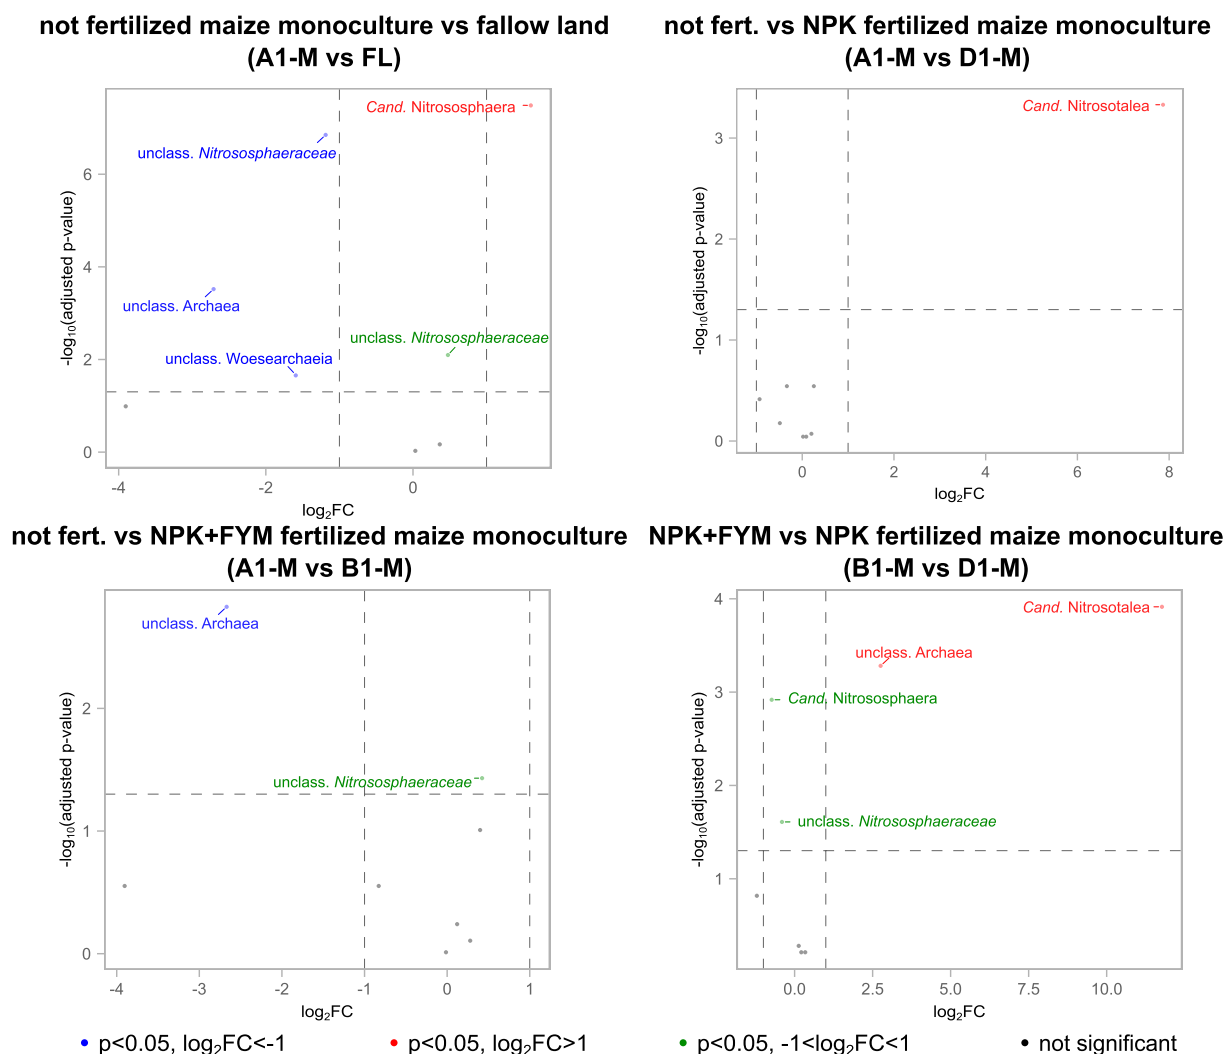 not fertilized maize monoculture vs fallow land
(A1-M vs FL)
Cand. Nitrososphaera
unclass. Nitrososphaeraceae
unclass. Archaea
unclass. Nitrososphaeraceae
unclass. Woesearchaeia
6
4
2
0
-log10(adjusted p-value)
-4
-2
0
log2FC
not fert. vs NPK fertilized maize monoculture
(A1-M vs D1-M)
Cand. Nitrosotalea
3
2
1
0
-log10(adjusted p-value)
0
2
4
6
8
log2FC
not fert. vs NPK+FYM fertilized maize monoculture
(A1-M vs B1-M)
unclass. Archaea
unclass. Nitrososphaeraceae
2
1
0
-log10(adjusted p-value)
-4
-3
-2
-1
0
1
log2FC
NPK+FYM vs NPK fertilized maize monoculture
(B1-M vs D1-M)
Cand. Nitrosotalea
unclass. Archaea
Cand. Nitrososphaera
unclass. Nitrososphaeraceae
4
3
2
1
-log10(adjusted p-value)
0.0
2.5
5.0
7.5
10.0
log2FC
p<0.05, log2FC<-1
p<0.05, log2FC>1
p<0.05, -1<log2FC<1
not significant